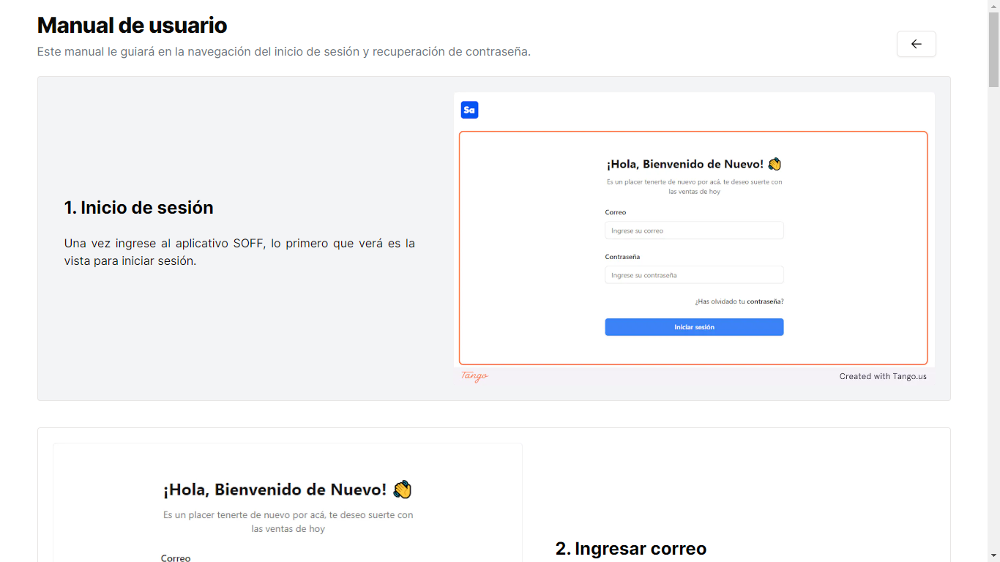 Manual de usuario
Este manual le guiará en la navegación del inicio de sesión y recuperación de contraseña.
1. Inicio de sesión
Una vez ingrese al aplicativo SOFF, lo primero que verá es la
vista para iniciar sesión.
Sa
¡Hola, Bienvenido de Nuevo! 👏
Es un placer tenerte de nuevo por acá, te deseo suerte con
las ventas de hoy
Correo
Ingrese su correo
Contraseña
Ingrese su contraseña
¿Has olvidado tu contraseña?
Iniciar sesión
Tango
Created with Tango.us
¡Hola, Bienvenido de Nuevo! 👏
Es un placer tenerte de nuevo por acá, te deseo suerte con
las ventas de hoy
Correo
2. Ingresar correo